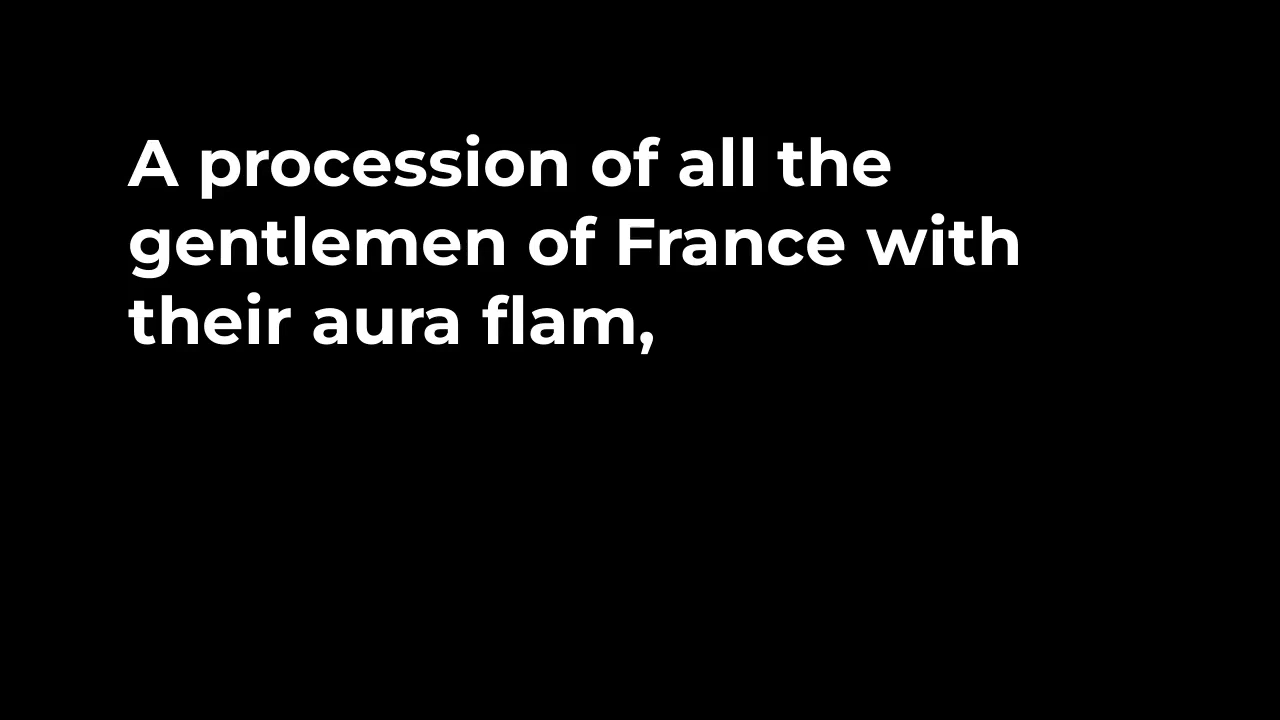 A procession of all the
gentlemen of France with
their aura flam,